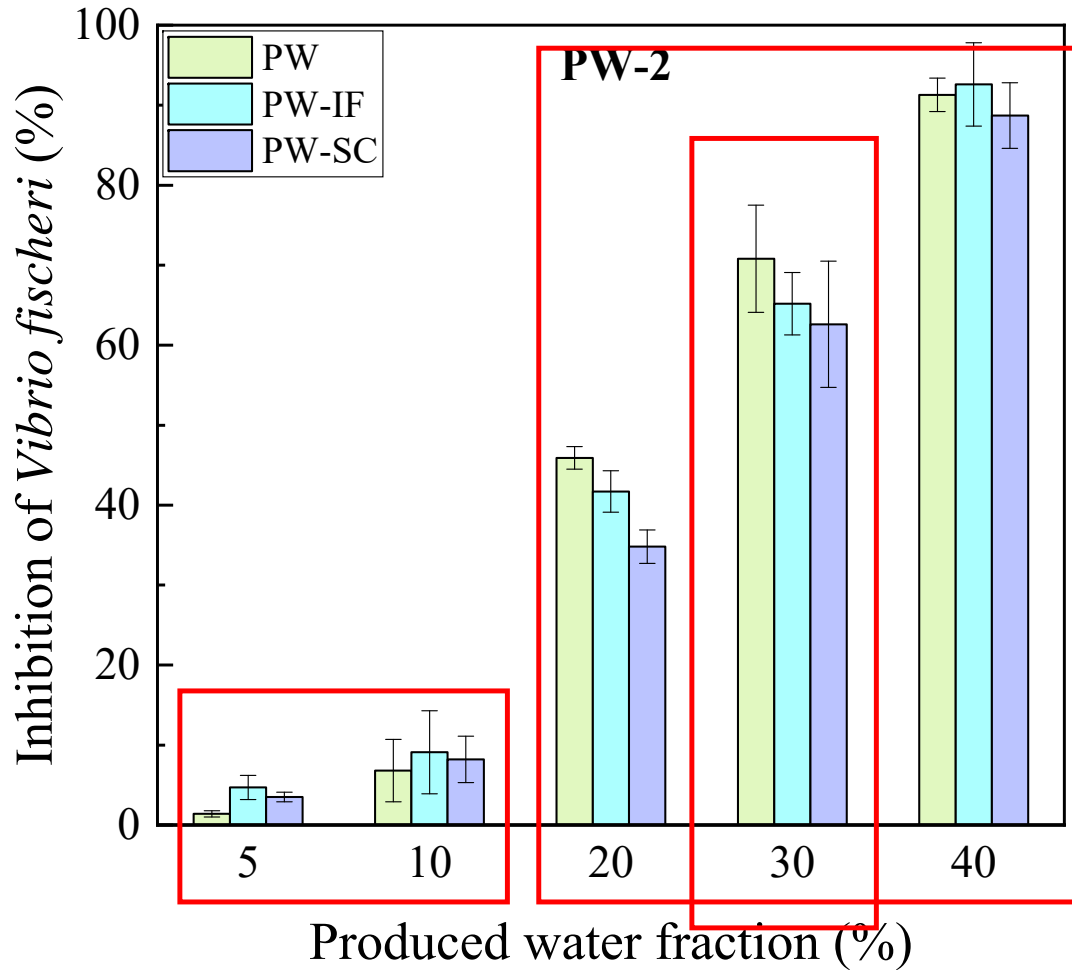 100
80
60
40
20
0
PW
PW-IF
PW-SC
PW-2
5 10 20 30 40
Produced water fraction (%)
Inhibition of Vibrio fischeri (%)